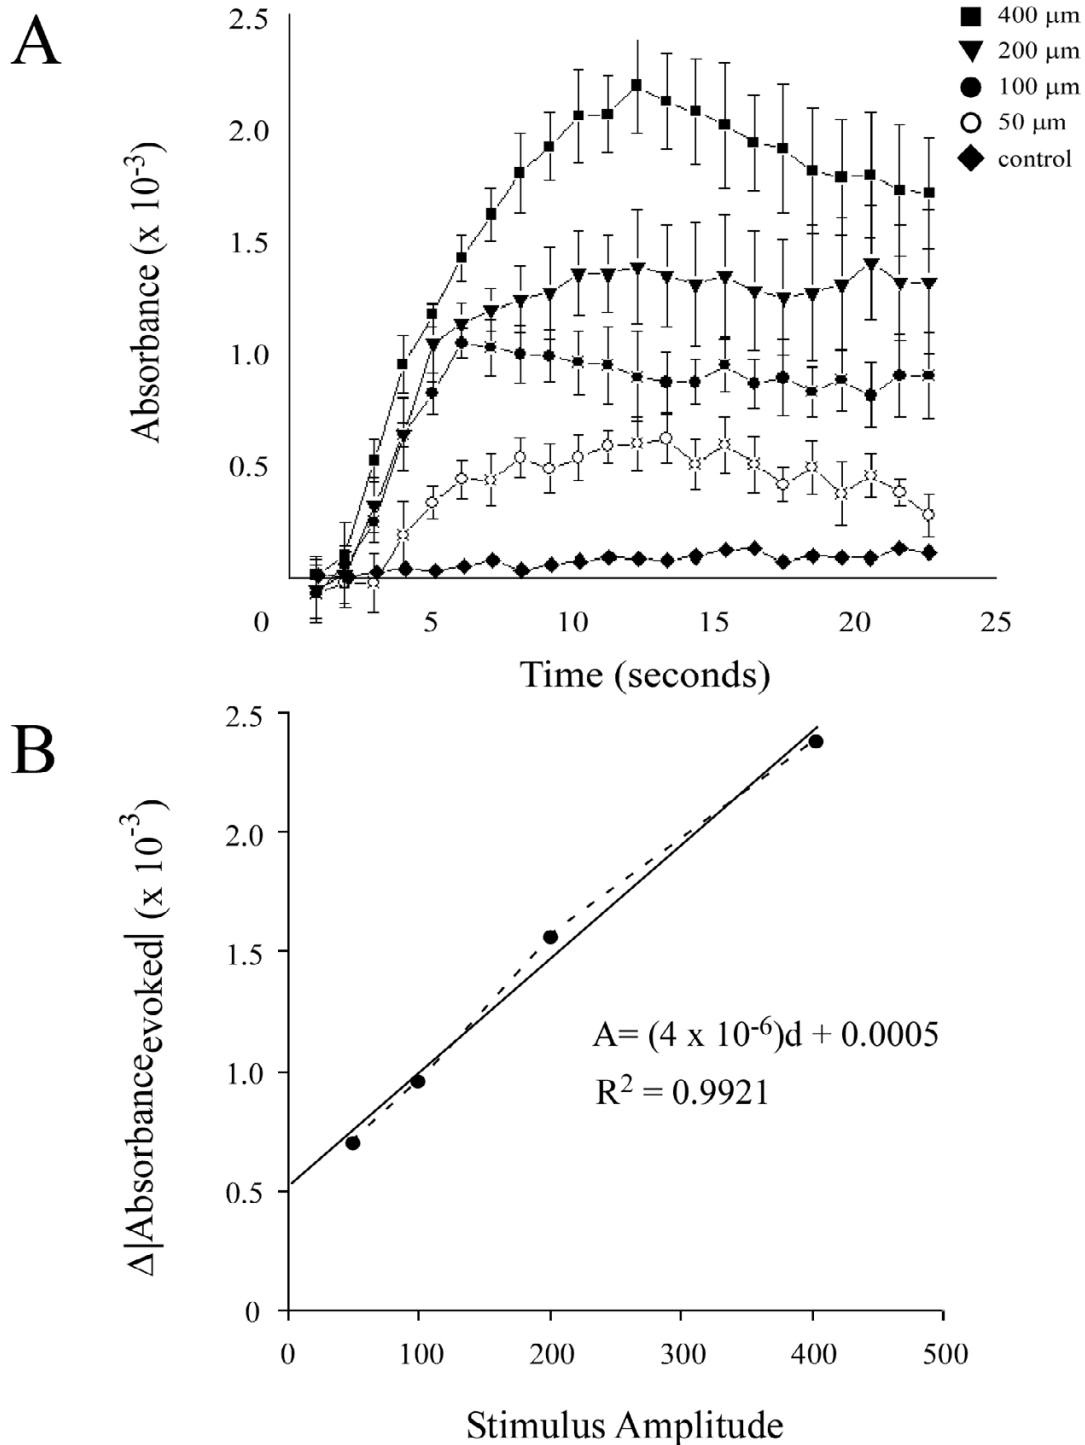 A
2.5
2.0
1.5
1.0
0.5
0
5
10
15
20
25
Absorbance (x 10⁻³)
Time (seconds)
400 µm
200 µm
100 µm
50 µm
control
B
2.5
2.0
1.5
1.0
0.5
0
0
100
200
300
400
500
Δ|Absorbance evoked| (x 10⁻³)
A= (4 x 10⁻⁶)d + 0.0005
R² = 0.9921
Stimulus Amplitude